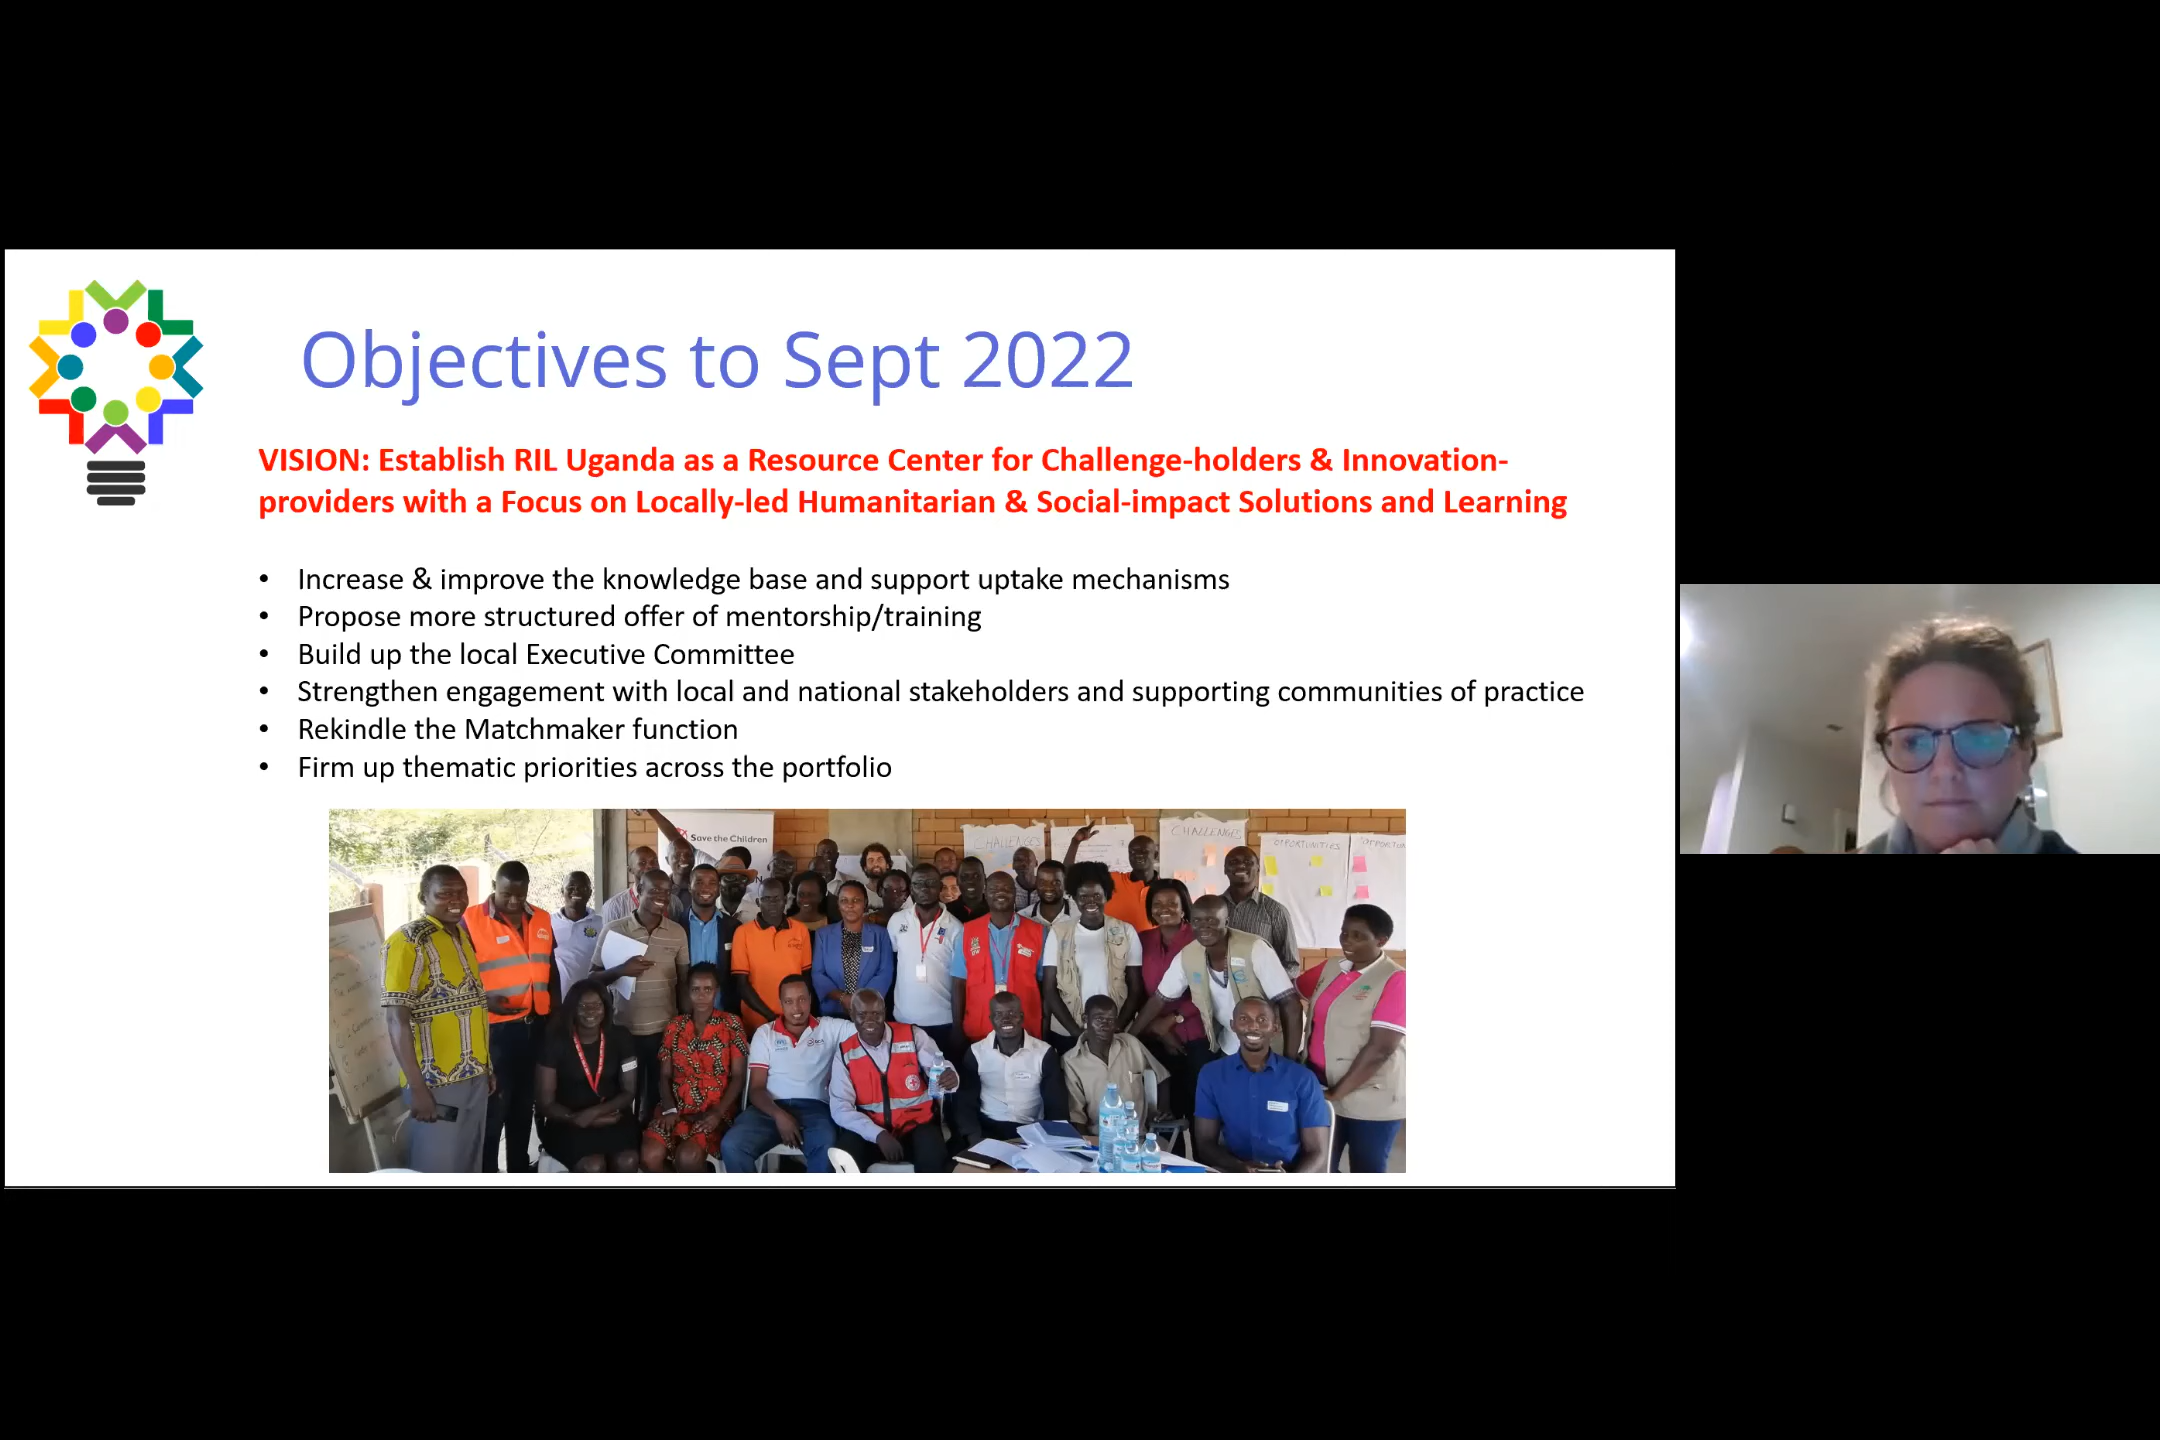 Objectives to Sept 2022
VISION: Establish RIL Uganda as a Resource Center for Challenge-holders & Innovation-
providers with a Focus on Locally-led Humanitarian & Social-impact Solutions and Learning
• Increase & improve the knowledge base and support uptake mechanisms
• Propose more structured offer of mentorship/training
• Build up the local Executive Committee
• Strengthen engagement with local and national stakeholders and supporting communities of practice
• Rekindle the Matchmaker function
• Firm up thematic priorities across the portfolio
Save the Children
CHALLENGES
CHALLENGES
OPPORTUNITIES